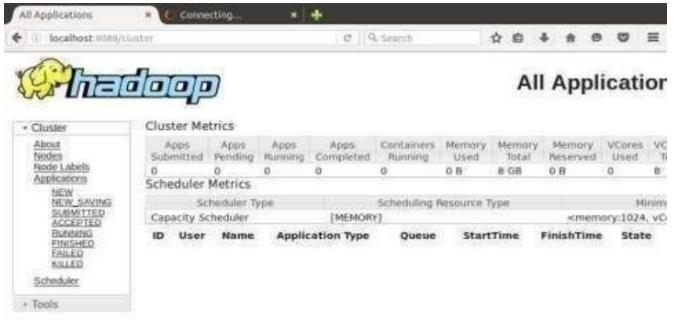 All Applications
Connecting...
localhost:8088/cluster
Search
hadoop
All Application
Cluster
About
Nodes
Node Labels
Applications
NEW
NEW_SAVING
SUBMITTED
ACCEPTED
RUNNING
FINISHED
FAILED
KILLED
Scheduler
Tools
Cluster Metrics
Apps Submitted Apps Pending Apps Running Apps Completed Containers Running Memory Used Memory Total Memory Reserved VCores Used VC
0 0 0 0 0 0 B 8 GB 0 B 0 8
Scheduler Metrics
Scheduler Type Scheduling Resource Type Minim
Capacity Scheduler [MEMORY] <memory:1024, vC
ID User Name Application Type Queue StartTime FinishTime State